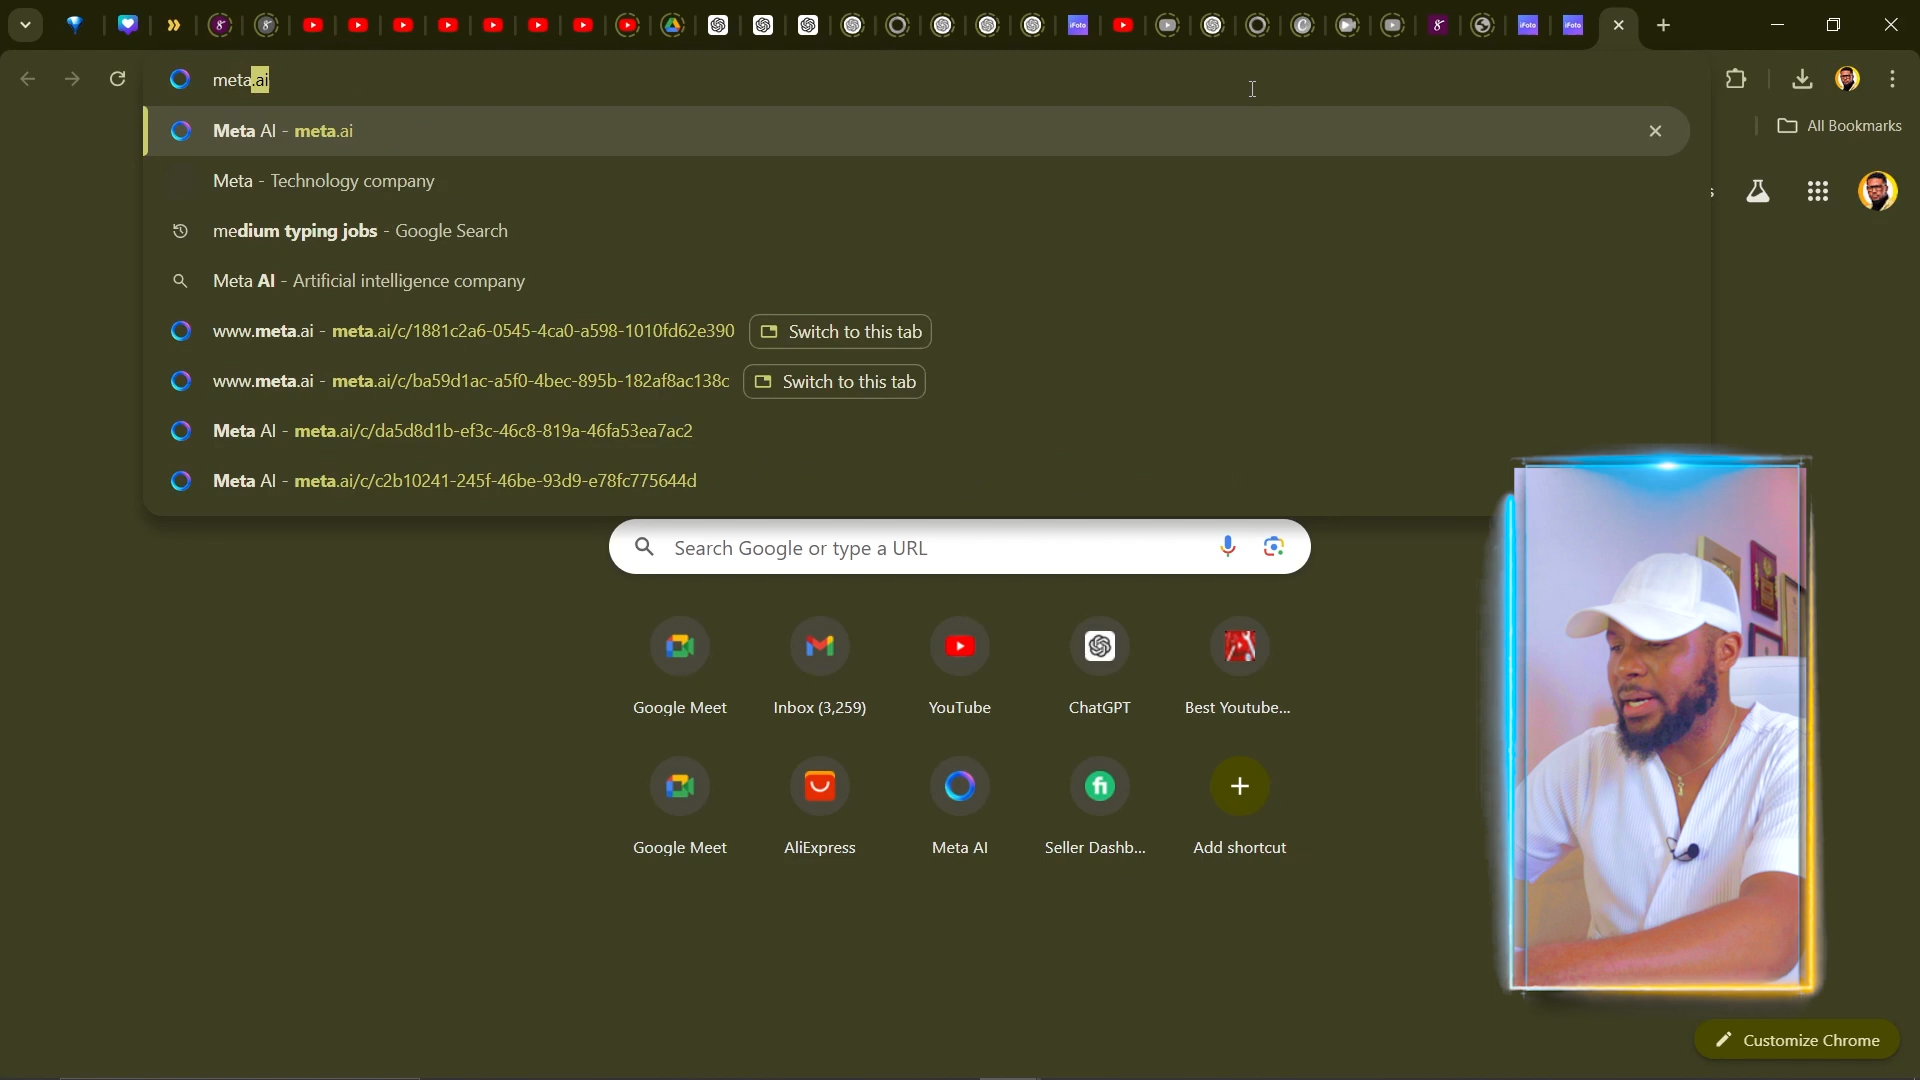 meta.ai
Meta AI - meta.ai
All Bookmarks
Meta - Technology company
s
medium typing jobs - Google Search
Meta AI - Artificial intelligence company
www.meta.ai - meta.ai/c/1881c2a6-0545-4ca0-a598-1010fd62e390 Switch to this tab
www.meta.ai - meta.ai/c/ba59d1ac-a5f0-4bec-895b-182af8ac138c Switch to this tab
Meta AI - meta.ai/c/da5d8d1b-ef3c-46c8-819a-46fa53ea7ac2
Meta AI - meta.ai/c/c2b10241-245f-46be-93d9-e78fc775644d
Search Google or type a URL
Google Meet Inbox (3,259) YouTube ChatGPT Best Youtube...
Google Meet AliExpress Meta AI Seller Dashb... Add shortcut
Customize Chrome